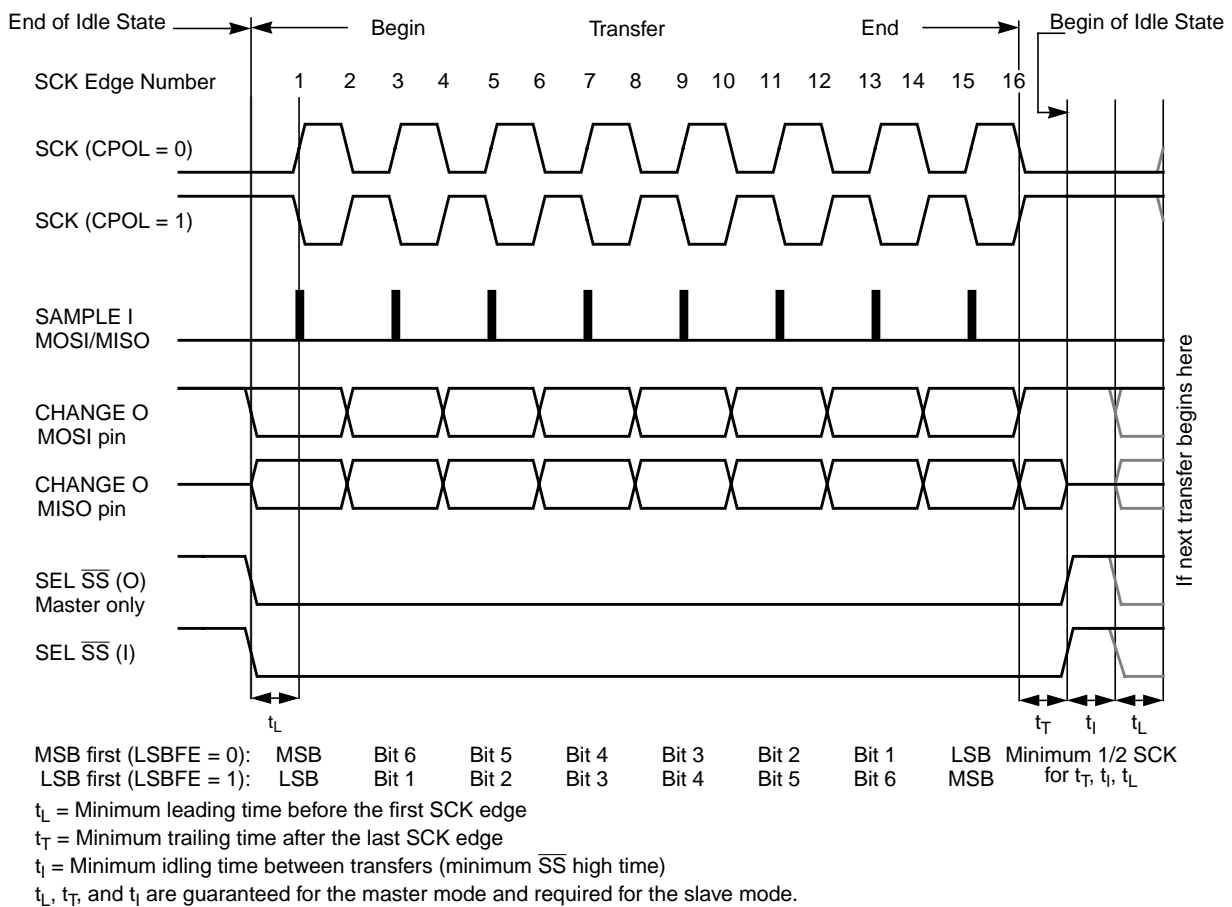 End of Idle State
Begin
Transfer
End
Begin of Idle State
SCK Edge Number
1 2 3 4 5 6 7 8 9 10 11 12 13 14 15 16
SCK (CPOL = 0)
SCK (CPOL = 1)
SAMPLE I
MOSI/MISO
CHANGE O
MOSI pin
CHANGE O
MISO pin
SEL SS (O)
Master only
SEL SS (I)
If next transfer begins here
tL
tT tI tL
MSB first (LSBFE = 0): MSB Bit 6 Bit 5 Bit 4 Bit 3 Bit 2 Bit 1 LSB
LSB first (LSBFE = 1): LSB Bit 1 Bit 2 Bit 3 Bit 4 Bit 5 Bit 6 MSB
Minimum 1/2 SCK
for tT, tI, tL
tL = Minimum leading time before the first SCK edge
tT = Minimum trailing time after the last SCK edge
tI = Minimum idling time between transfers (minimum SS high time)
tL, tT, and tI are guaranteed for the master mode and required for the slave mode.